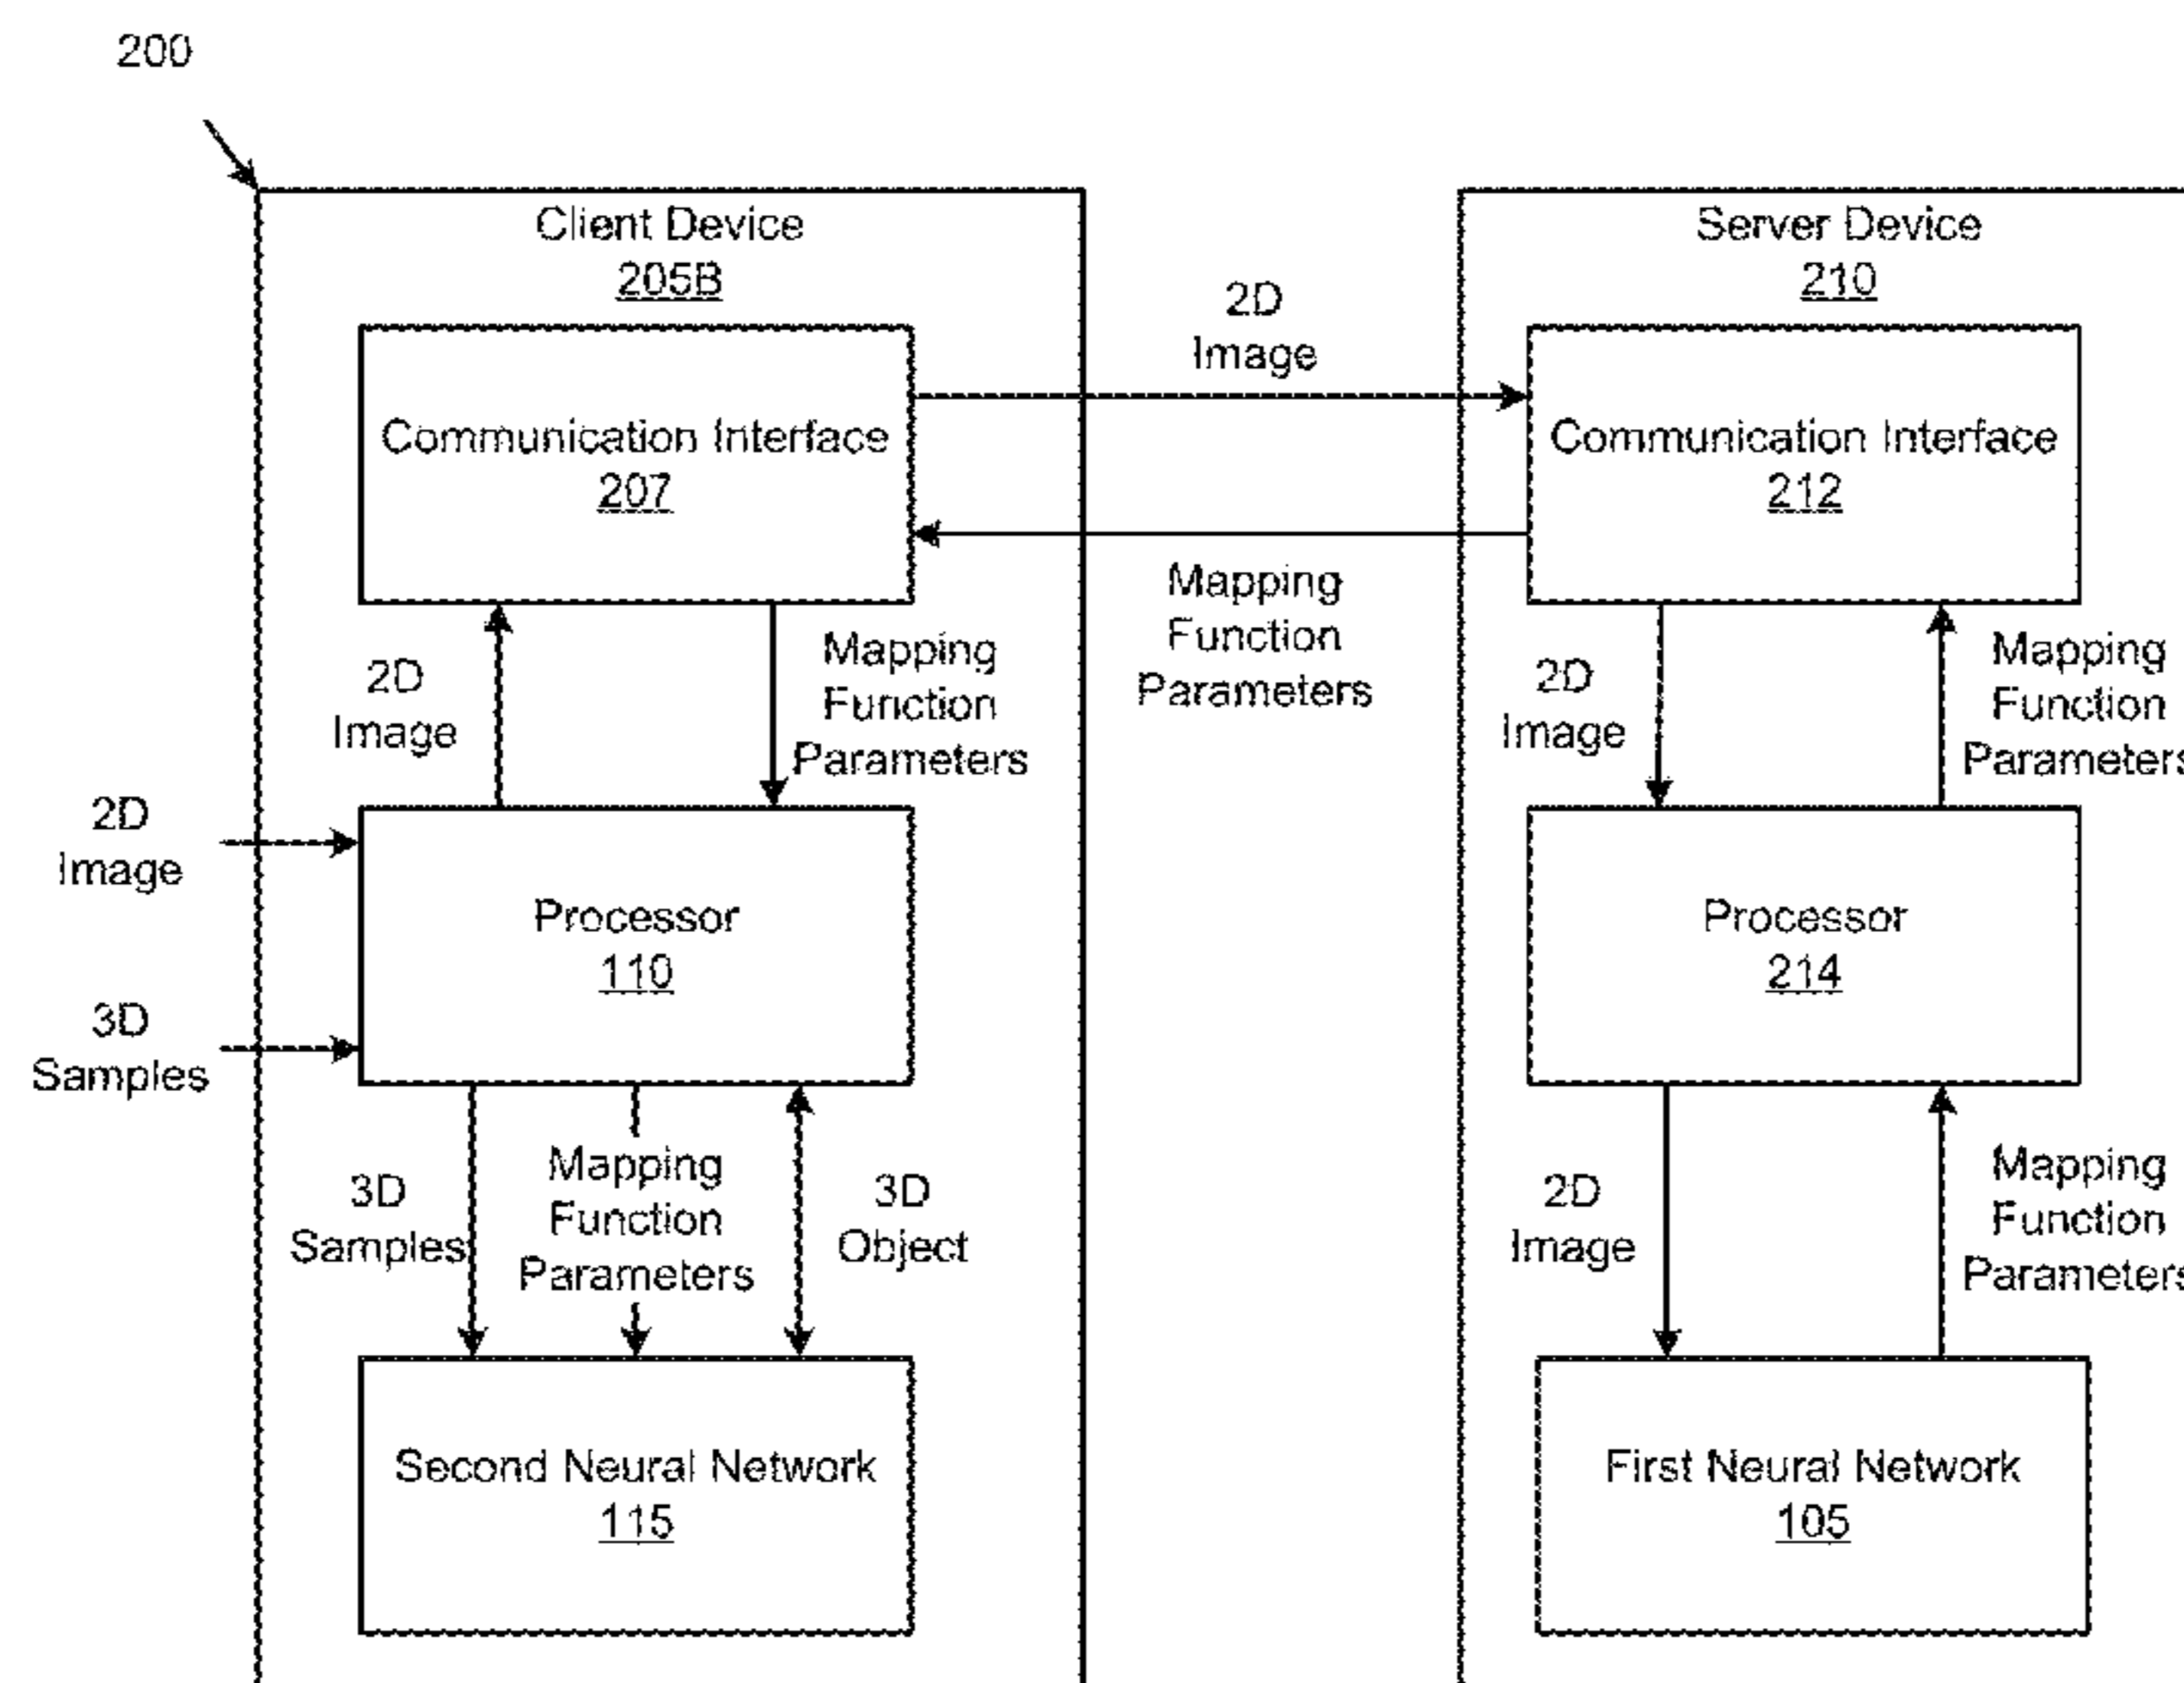 200
Client Device
205B
Server Device
210
2D
Image
Communication Interface
207
Communication Interface
212
Mapping
Function
Parameters
2D
Image
Mapping
Function
Parameters
2D
Image
Mapping
Function
Parameters
2D
Image
Processor
110
Processor
214
3D
Samples
3D
Samples
Mapping
Function
Parameters
3D
Object
2D
Image
Mapping
Function
Parameters
Second Neural Network
115
First Neural Network
105